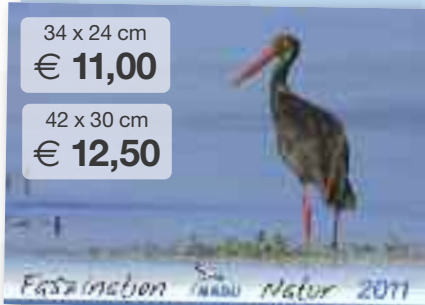 34 x 24 cm
€ 11,00
42 x 30 cm
€ 12,50
Faszination NABU Natur 2011